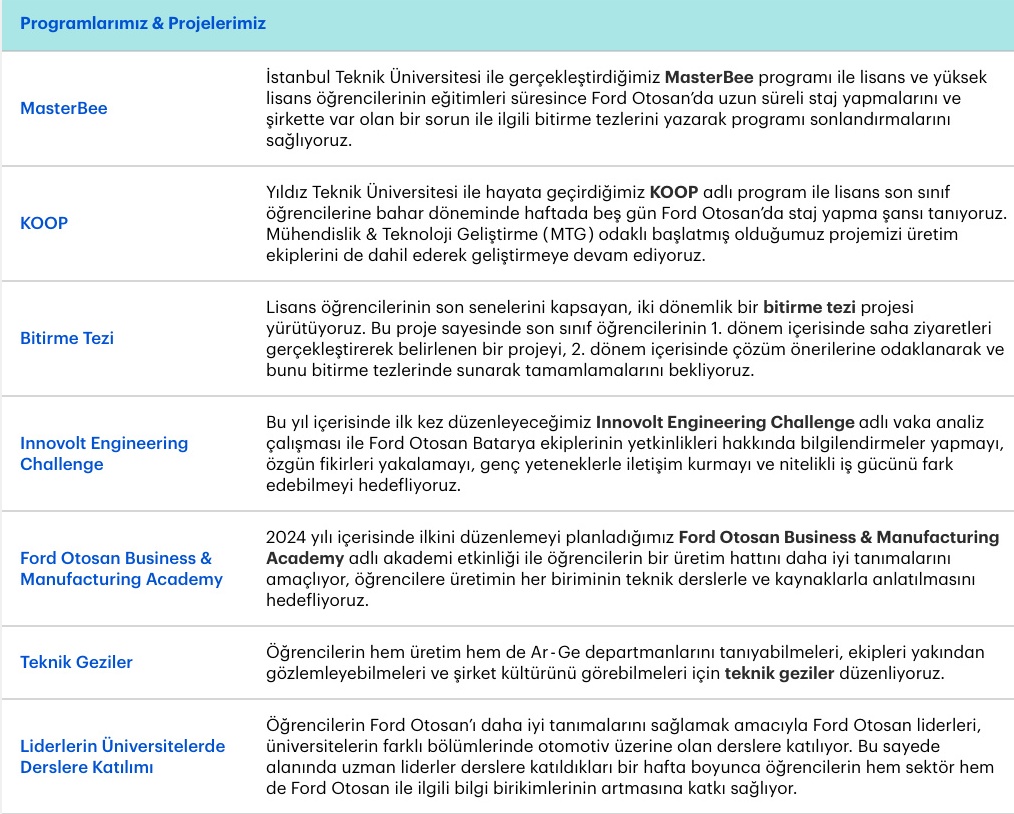 Programlarımız & Projelerimiz
MasterBee
İstanbul Teknik Üniversitesi ile gerçekleştirdiğimiz MasterBee programı ile lisans ve yüksek
lisans öğrencilerinin eğitimleri süresince Ford Otosan’da uzun süreli staj yapmalarını ve
şirkette var olan bir sorun ile ilgili bitirme tezlerini yazarak programı sonlandırmalarını
sağlıyoruz.
KOOP
Yıldız Teknik Üniversitesi ile hayata geçirdiğimiz KOOP adlı program ile lisans son sınıf
öğrencilerine bahar döneminde haftada beş gün Ford Otosan’da staj yapma şansı tanıyoruz.
Mühendislik & Teknoloji Geliştirme (MTG) odaklı başlatmış olduğumuz projemizi üretim
ekiplerini de dahil ederek geliştirmeye devam ediyoruz.
Bitirme Tezi
Lisans öğrencilerinin son senelerini kapsayan, iki dönemlik bir bitirme tezi projesi
yürütüyoruz. Bu proje sayesinde son sınıf öğrencilerinin 1. dönem içerisinde saha ziyaretleri
gerçekleştirerek belirlenen bir projeyi, 2. dönem içerisinde çözüm önerilerine odaklanarak ve
bunu bitirme tezlerinde sunarak tamamlamalarını bekliyoruz.
Innovolt Engineering
Challenge
Bu yıl içerisinde ilk kez düzenleyeceğimiz Innovolt Engineering Challenge adlı vaka analiz
çalışması ile Ford Otosan Batarya ekiplerinin yetkinlikleri hakkında bilgilendirmeler yapmayı,
özgün fikirleri yakalamayı, genç yeteneklerle iletişim kurmayı ve nitelikli iş gücünü fark
edebilmeyi hedefliyoruz.
Ford Otosan Business &
Manufacturing Academy
2024 yılı içerisinde ilkini düzenlemeyi planladığımız Ford Otosan Business & Manufacturing
Academy adlı akademi etkinliği ile öğrencilerin bir üretim hattını daha iyi tanımalarını
amaçlıyor, öğrencilere üretimin her biriminin teknik derslerle ve kaynaklarla anlatılmasını
hedefliyoruz.
Teknik Geziler
Öğrencilerin hem üretim hem de Ar-Ge departmanlarını tanıyabilmeleri, ekipleri yakından
gözlemleyebilmeleri ve şirket kültürünü görebilmeleri için teknik geziler düzenliyoruz.
Liderlerin Üniversitelerde
Derslere Katılımı
Öğrencilerin Ford Otosan’ı daha iyi tanımalarını sağlamak amacıyla Ford Otosan liderleri,
üniversitelerin farklı bölümlerinde otomotiv üzerine olan derslere katılıyor. Bu sayede
alanında uzman liderler derslere katıldıkları bir hafta boyunca öğrencilerin hem sektör hem
de Ford Otosan ile ilgili bilgi birikimlerinin artmasına katkı sağlıyor.